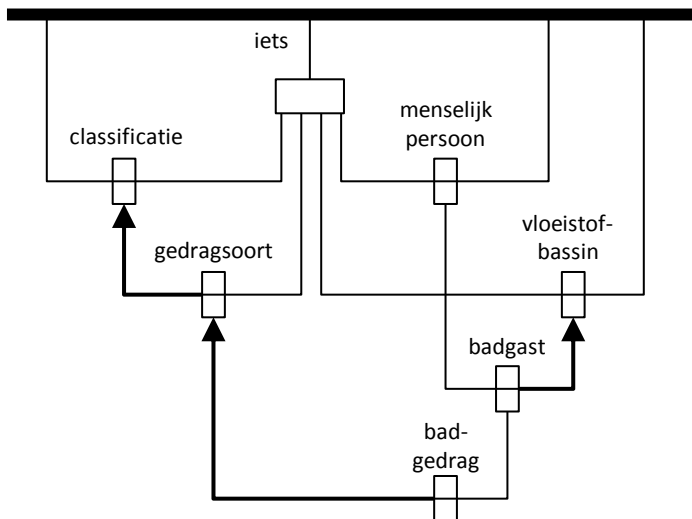 iets
menselijk
persoon
classificatie
vloeistof-
bassin
gedragsoort
badgast
bad-
gedrag